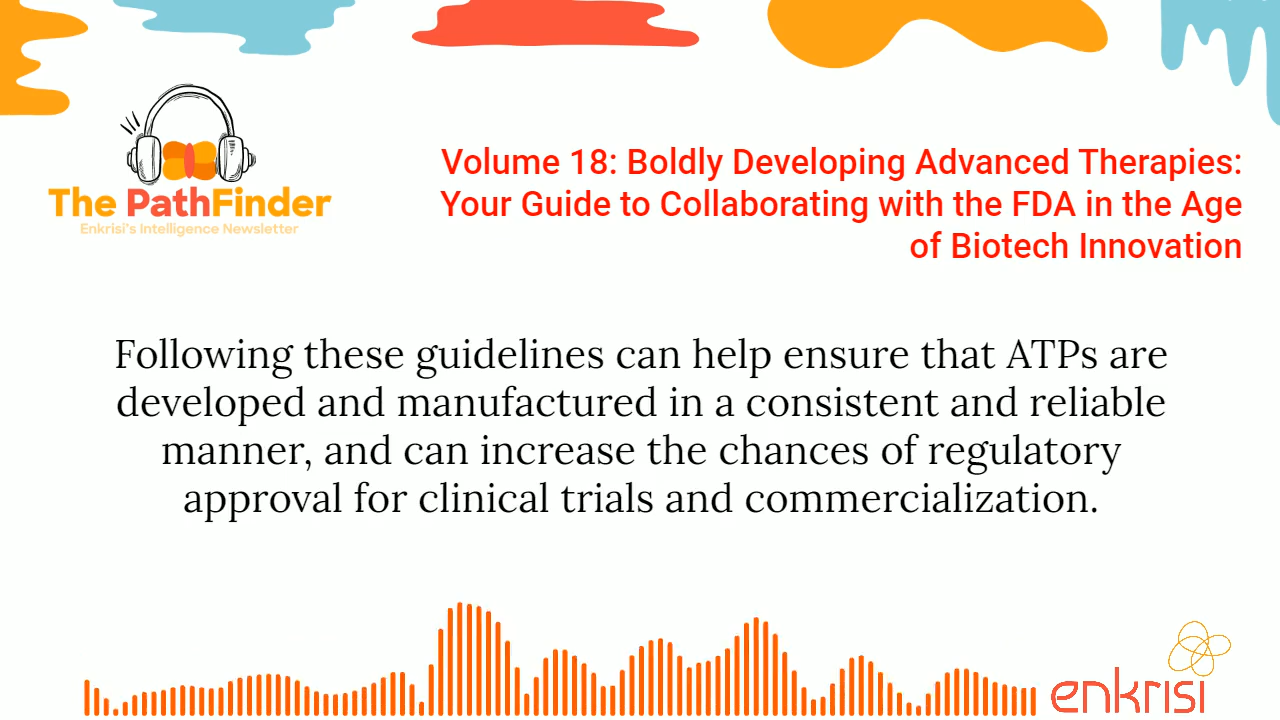 The PathFinder
Enkrisi's Intelligence Newsletter
Volume 18: Boldly Developing Advanced Therapies:
Your Guide to Collaborating with the FDA in the Age
of Biotech Innovation
Following these guidelines can help ensure that ATPs are
developed and manufactured in a consistent and reliable
manner, and can increase the chances of regulatory
approval for clinical trials and commercialization.
enkrisi